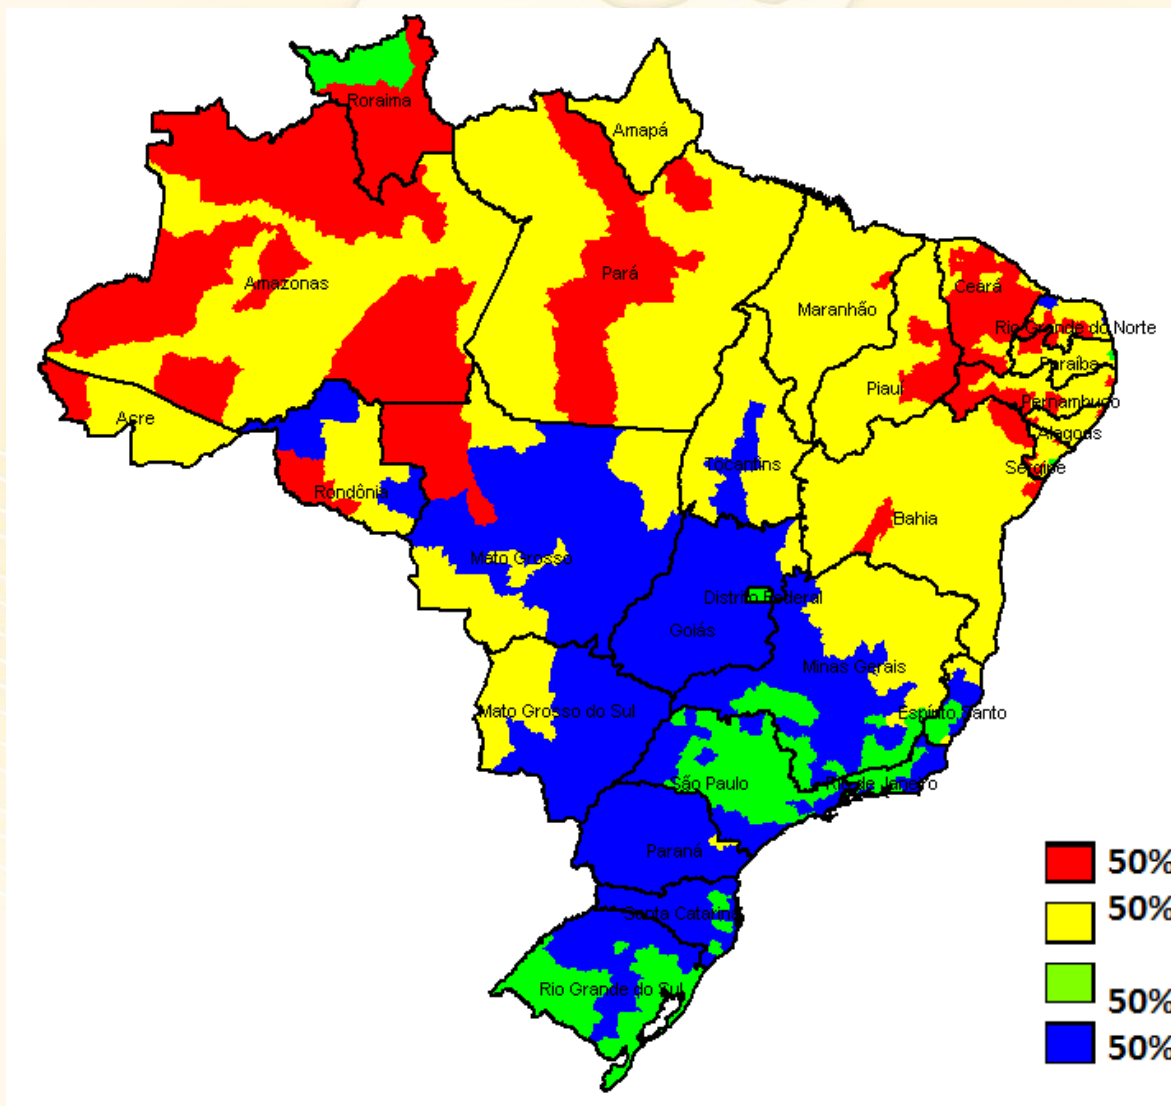 Roraima
Amapá
Amazonas
Pará
Maranhão
Ceará
Rio Grande do Norte
Paraíba
Piauí
Pernambuco
Acre
Alagoas
Tocantins
Sergipe
Rondônia
Bahia
Mato Grosso
Distrito Federal
Goiás
Minas Gerais
Mato Grosso do Sul
Espírito Santo
São Paulo
Rio de Janeiro
Paraná
50%
50%
Santa Catarina
Rio Grande do Sul
50%
50%